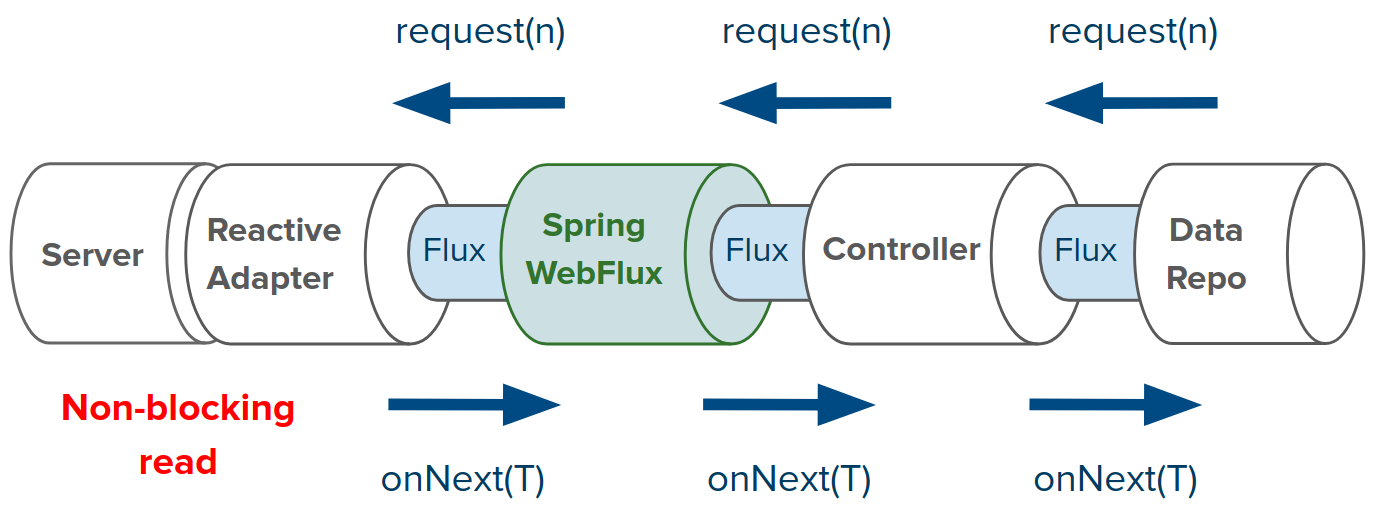 request(n)
request(n)
request(n)
Server
Reactive
Adapter
Flux
Spring
WebFlux
Flux
Controller
Flux
Data
Repo
Non-blocking
read
onNext(T)
onNext(T)
onNext(T)